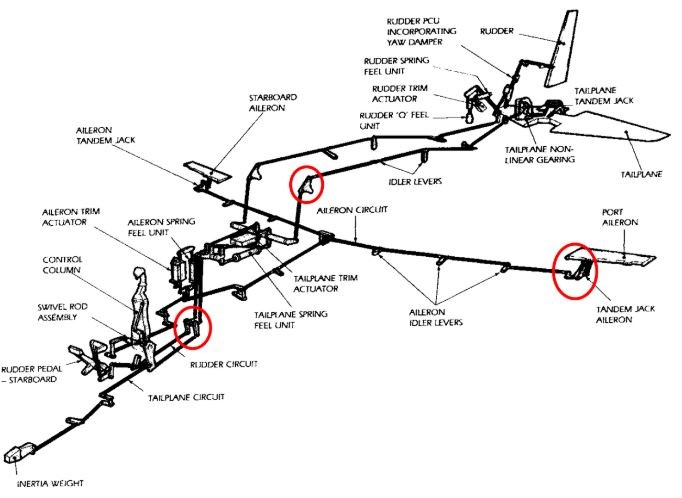 RUDDER PCU
INCORPORATING
YAW DAMPER
RUDDER
RUDDER SPRING
FEEL UNIT
RUDDER TRIM
ACTUATOR
RUDDER 'Q' FEEL
UNIT
TAILPLANE
TANDEM JACK
TAILPLANE NON-
LINEAR GEARING
TAILPLANE
STARBOARD
AILERON
AILERON
TANDEM JACK
IDLER LEVERS
AILERON CIRCUIT
PORT
AILERON
AILERON TRIM
ACTUATOR
AILERON SPRING
FEEL UNIT
CONTROL
COLUMN
TAILPLANE TRIM
ACTUATOR
SWIVEL ROD
ASSEMBLY
TAILPLANE SPRING
FEEL UNIT
AILERON
IDLER LEVERS
TANDEM JACK
AILERON
RUDDER PEDAL
– STARBOARD
RUDDER CIRCUIT
TAILPLANE CIRCUIT
INERTIA WEIGHT